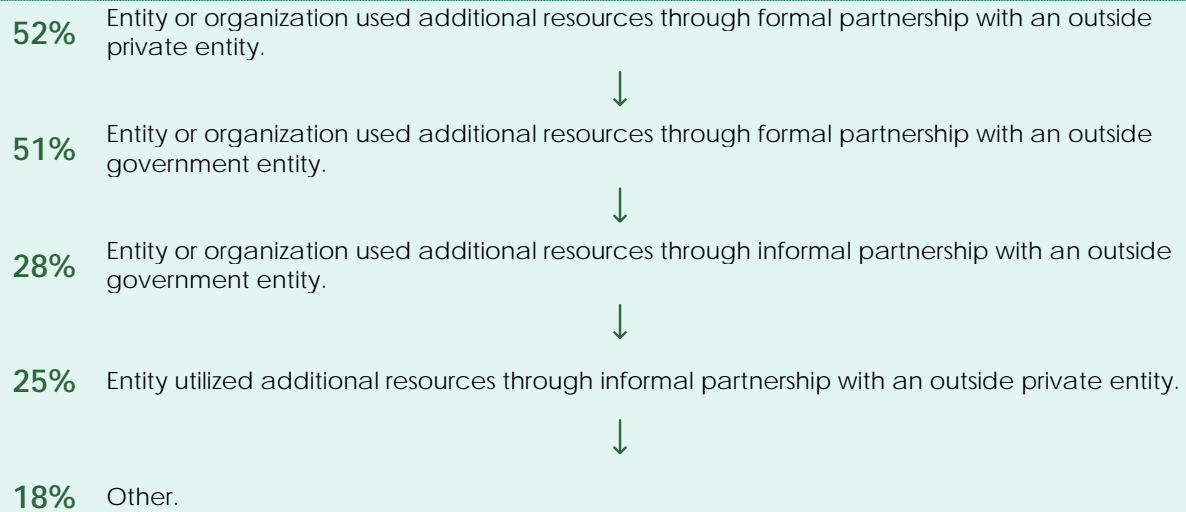 52% Entity or organization used additional resources through formal partnership with an outside
private entity.
51% Entity or organization used additional resources through formal partnership with an outside
government entity.
28% Entity or organization used additional resources through informal partnership with an outside
government entity.
25% Entity utilized additional resources through informal partnership with an outside private entity.
18% Other.